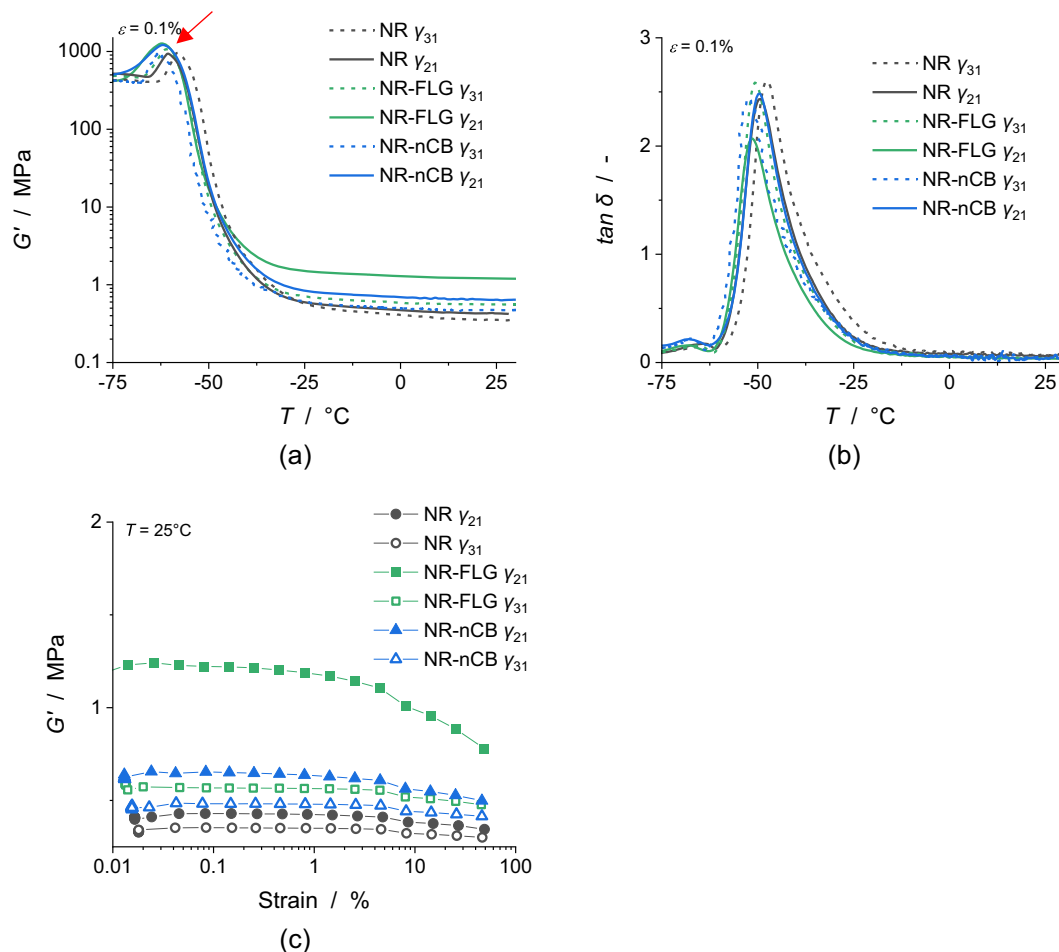 ε = 0.1%
NR γ31
NR γ21
NR-FLG γ31
NR-FLG γ21
NR-nCB γ31
NR-nCB γ21
1000
100
10
1
0.1
G' / MPa
-75
-50
-25
0
25
T / °C
(a)
ε = 0.1%
NR γ31
NR γ21
NR-FLG γ31
NR-FLG γ21
NR-nCB γ31
NR-nCB γ21
3
2
1
0
tan δ / -
-75
-50
-25
0
25
T / °C
(b)
T = 25°C
NR γ21
NR γ31
NR-FLG γ21
NR-FLG γ31
NR-nCB γ21
NR-nCB γ31
2
1
G' / MPa
0.01
0.1
1
10
100
Strain / %
(c)